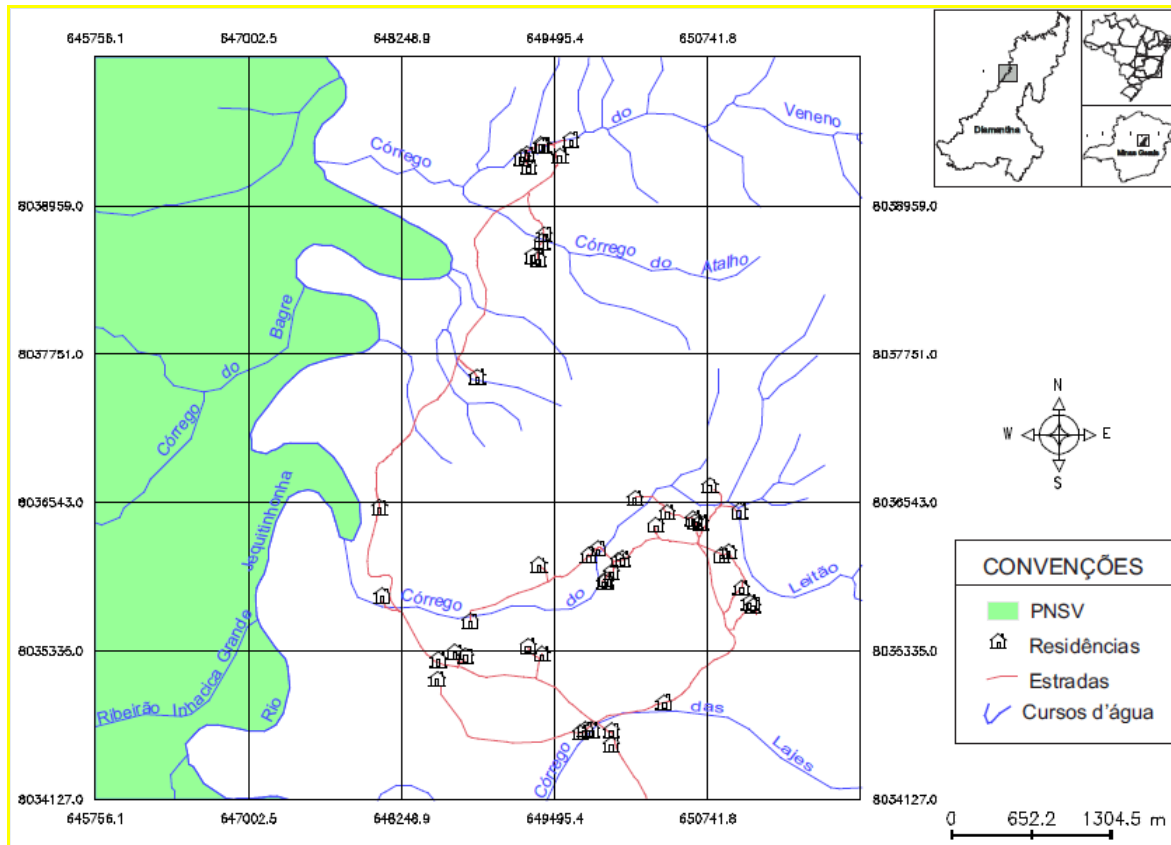 645756.1 647002.5 648248.9 649495.4 650741.8
Diamantina
Minas Gerais
Veneno
do
Córrego
8038959.0 8038959.0
Córrego do Atalho
Bagre
do
Córrego
8037751.0 8037751.0
N
W E
S
8036543.0 8036543.0
Jequitinhonha
Rio
Córrego do Leitão
8035335.0 8035335.0
Ribeirão Inhacica Grande
Córrego das Lajes
8034127.0 8034127.0
645756.1 647002.5 648248.9 649495.4 650741.8
CONVENÇÕES
PNSV
Residências
Estradas
Cursos d'água
0 652.2 1304.5 m